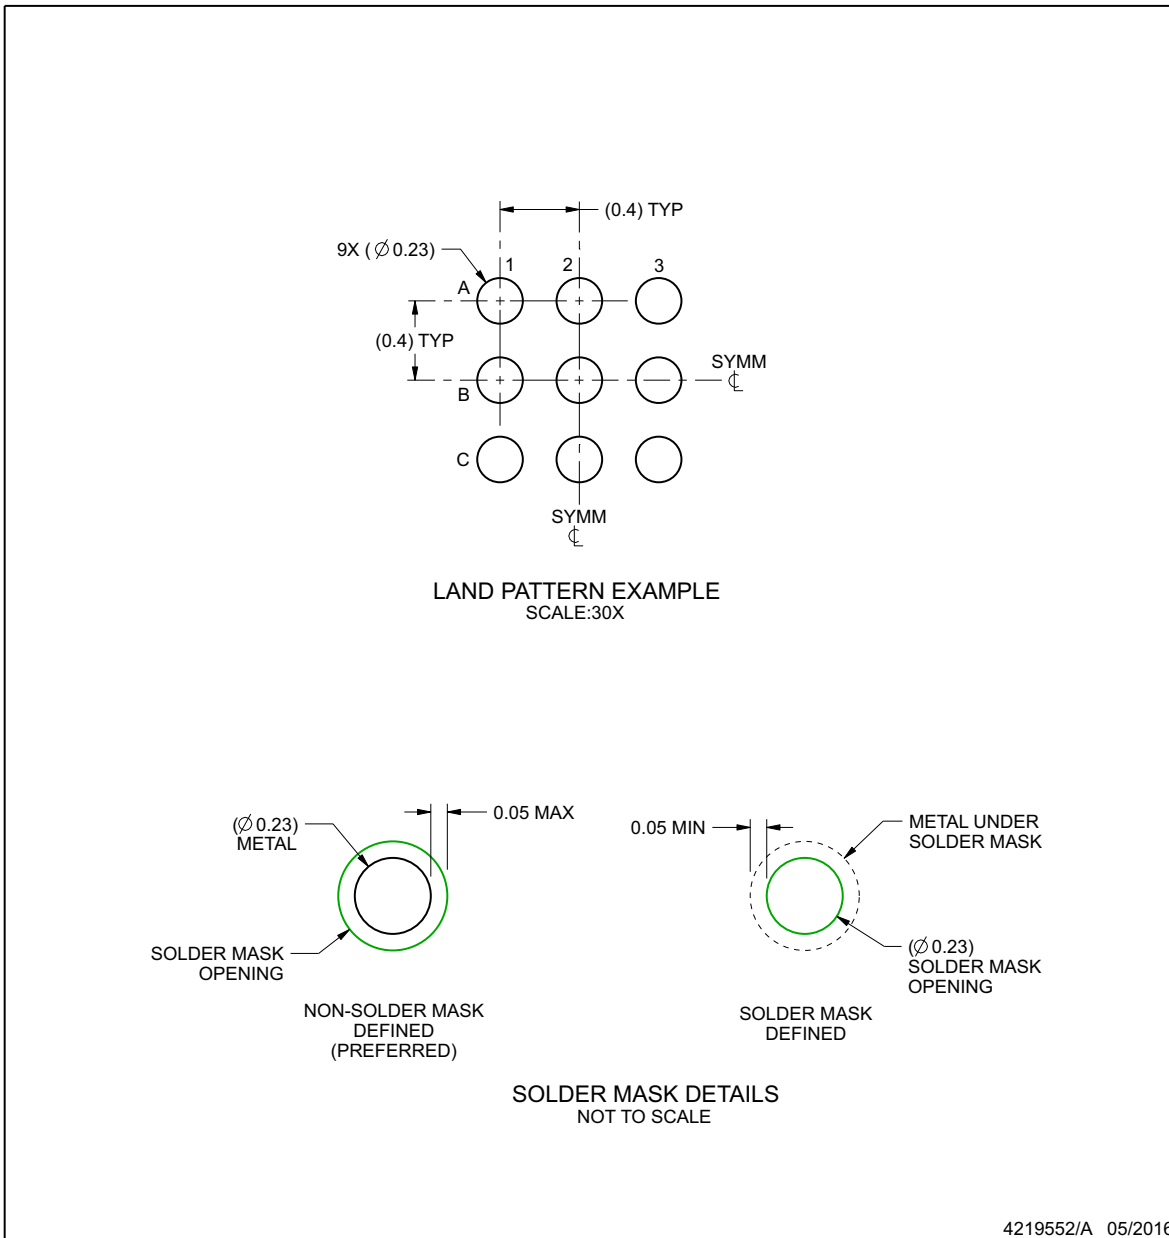 (0.4) TYP
9X ( ∅ 0.23)
1
2
3
A
(0.4) TYP
SYMM
℄
B
C
SYMM
℄
LAND PATTERN EXAMPLE
SCALE:30X
(∅ 0.23)
METAL
0.05 MAX
SOLDER MASK
OPENING
NON-SOLDER MASK
DEFINED
(PREFERRED)
0.05 MIN
METAL UNDER
SOLDER MASK
(∅ 0.23)
SOLDER MASK
OPENING
SOLDER MASK
DEFINED
SOLDER MASK DETAILS
NOT TO SCALE
4219552/A 05/2016